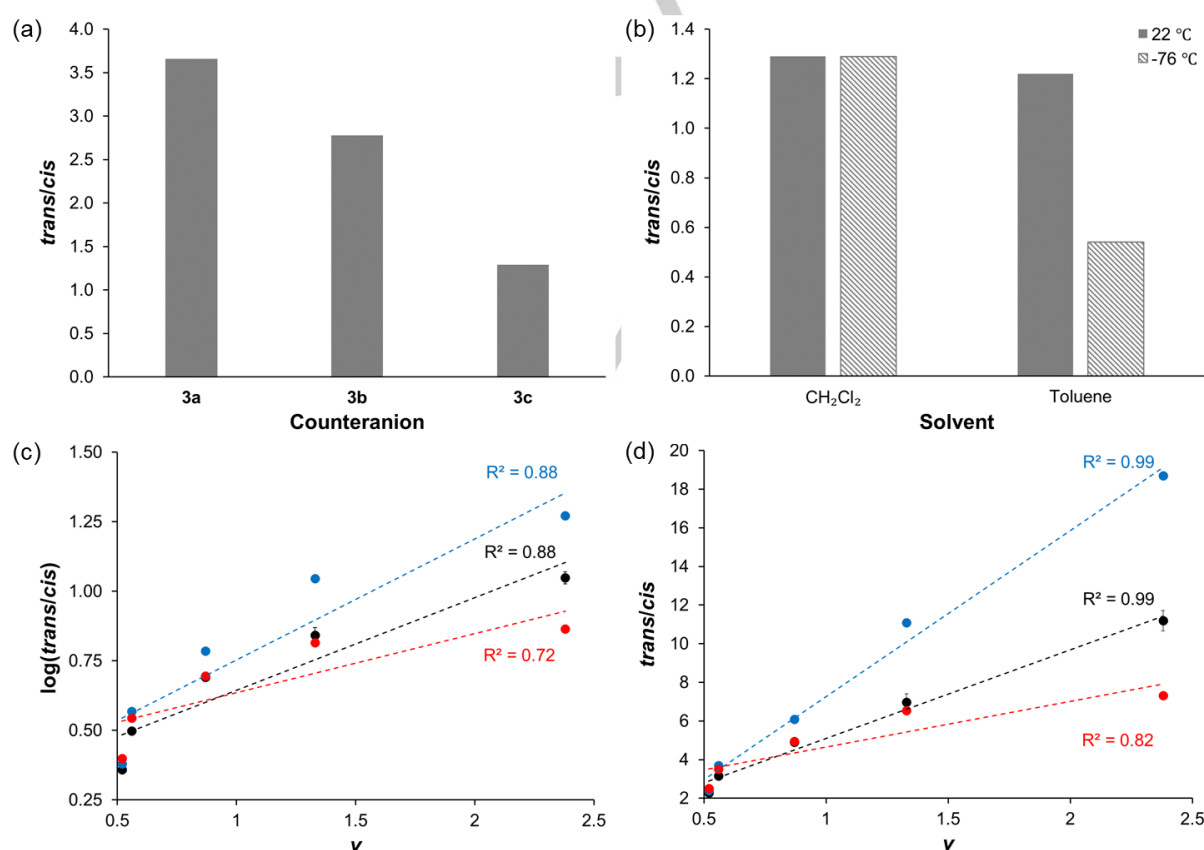 (a)
4.0
3.5
3.0
2.5
2.0
1.5
1.0
0.5
0.0
trans/cis
3a 3b 3c
Counteranion
(b)
22 ℃
-76 ℃
1.4
1.2
1.0
0.8
0.6
0.4
0.2
0.0
trans/cis
CH₂Cl₂ Toluene
Solvent
(c)
1.50
1.25
1.00
0.75
0.50
0.25
log(trans/cis)
R² = 0.88
R² = 0.88
R² = 0.72
0.5 1 1.5 2 2.5
(d)
20
18
16
14
12
10
8
6
4
2
trans/cis
R² = 0.99
R² = 0.99
R² = 0.82
0.5 1 1.5 2 2.5